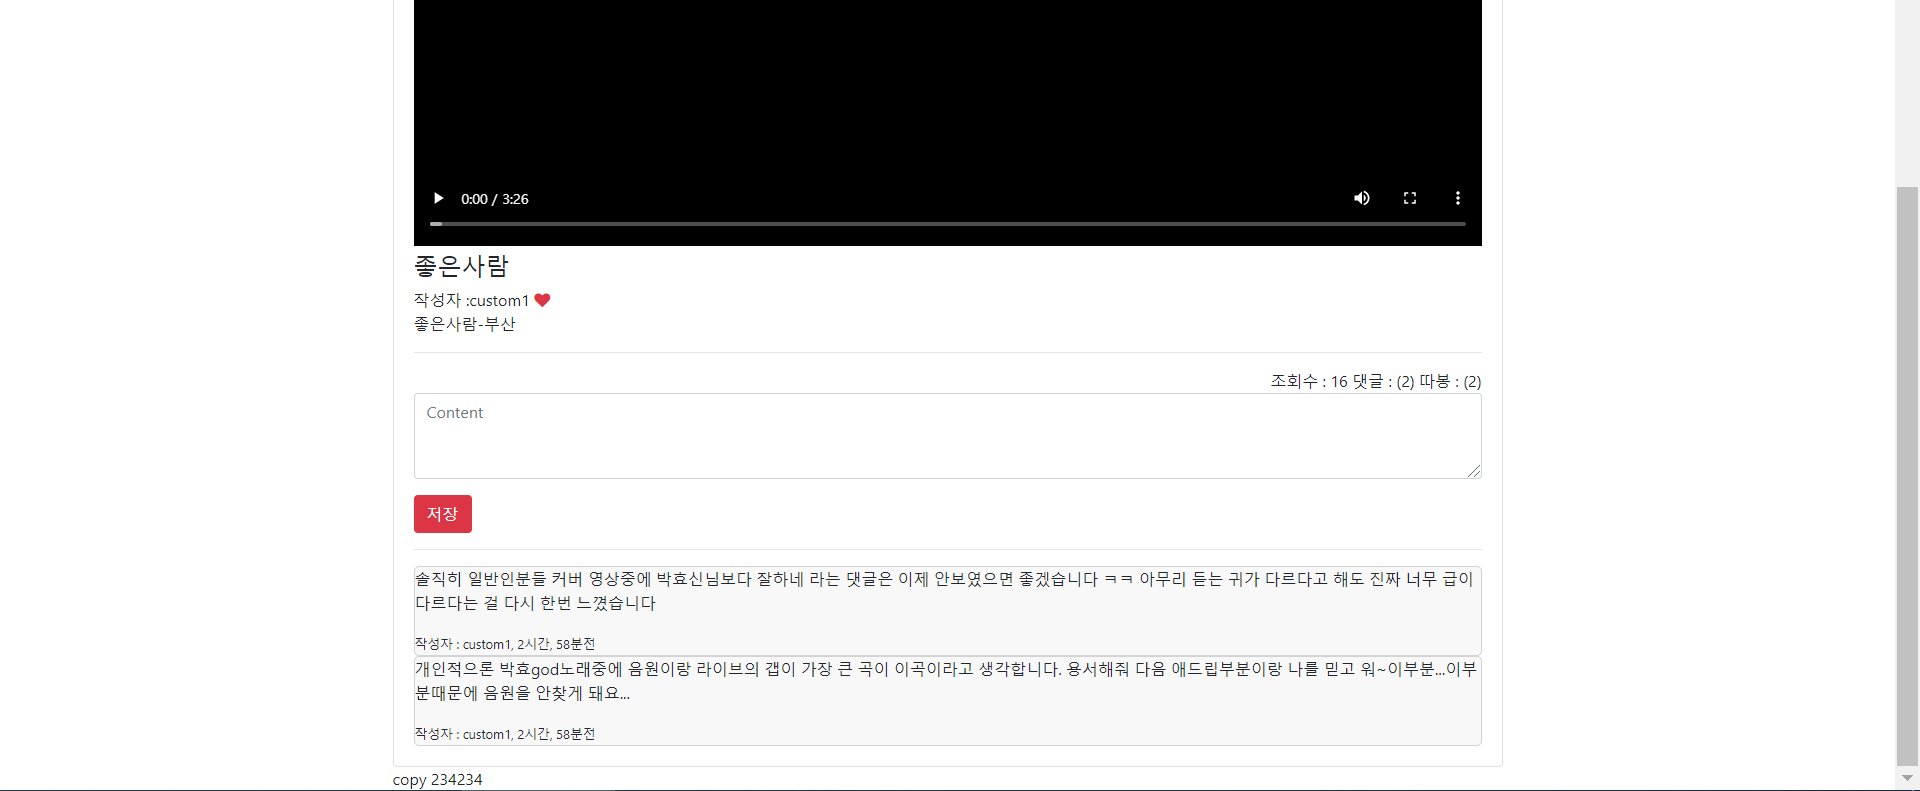 0:00 / 3:26
좋은사람
작성자 :custom1
좋은사람-부산
조회수 : 16 댓글 : (2) 따봉 : (2)
Content
저장
솔직히 일반인분들 커버 영상중에 박효신님보다 잘하네 라는 댓글은 이제 안보였으면 좋겠습니다 ㅋㅋ 아무리 듣는 귀가 다르다고 해도 진짜 너무 급이
다르다는 걸 다시 한번 느꼈습니다
작성자 : custom1, 2시간, 58분전
개인적으론 박효god노래중에 음원이랑 라이브의 갭이 가장 큰 곡이 이곡이라고 생각합니다. 용서해줘 다음 애드립부분이랑 나를 믿고 워~이부분...이부
분때문에 음원을 안찾게 돼요...
작성자 : custom1, 2시간, 58분전
copy 234234